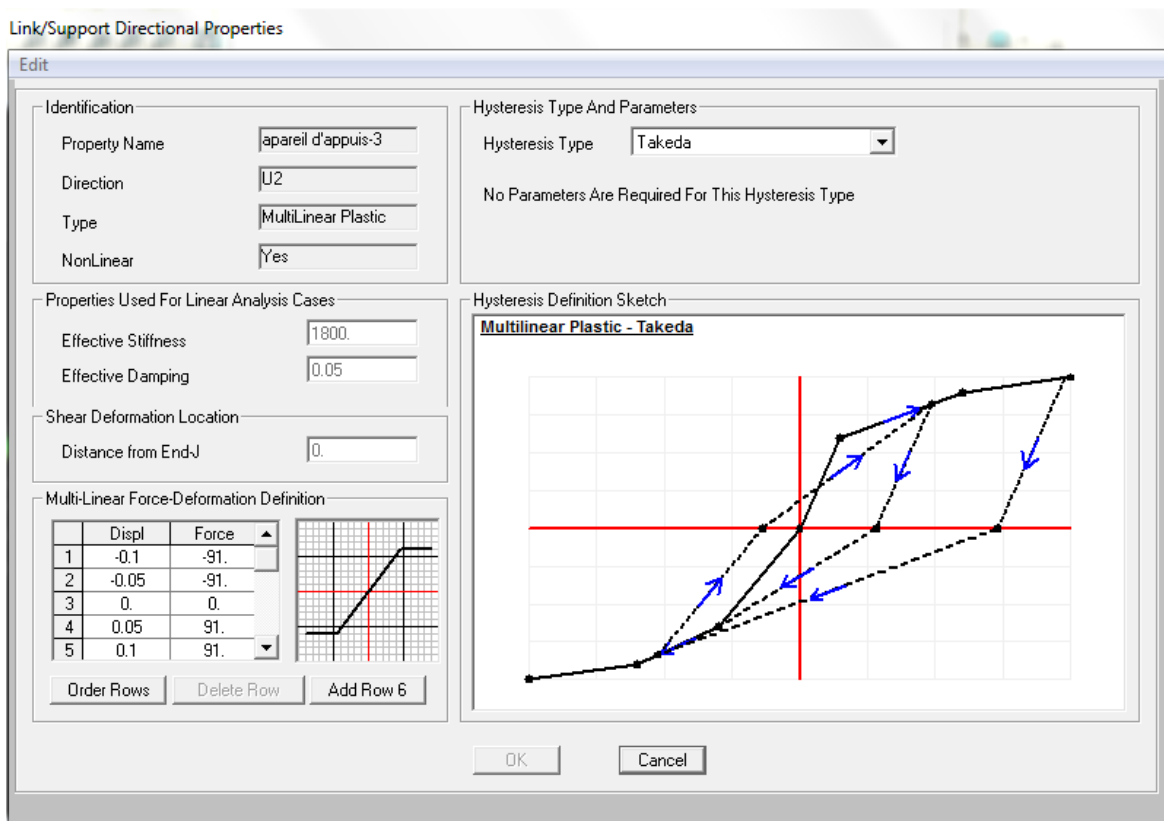 Link/Support Directional Properties
Edit
Identification
Property Name apareil d'appuis-3
Direction U2
Type MultiLinear Plastic
NonLinear Yes
Properties Used For Linear Analysis Cases
Effective Stiffness 1800.
Effective Damping 0.05
Shear Deformation Location
Distance from End-J 0.
Multi-Linear Force-Deformation Definition
Displ Force
1 -0.1 -91.
2 -0.05 -91.
3 0. 0.
4 0.05 91.
5 0.1 91.
Order Rows Delete Row Add Row 6
Hysteresis Type And Parameters
Hysteresis Type Takeda
No Parameters Are Required For This Hysteresis Type
Hysteresis Definition Sketch
Multilinear Plastic - Takeda
OK Cancel